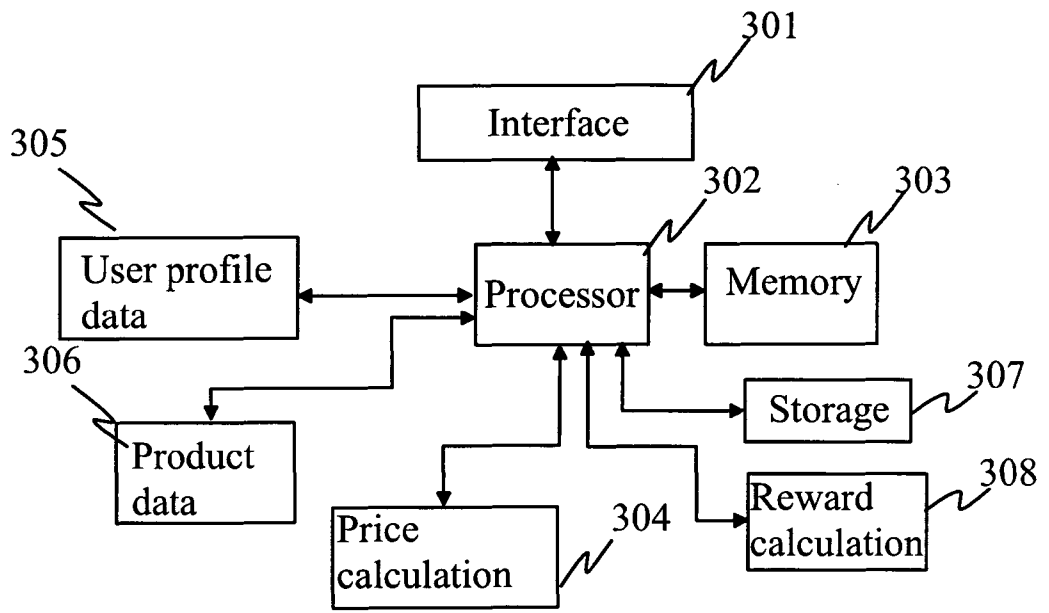 301
Interface
305
302
303
User profile
data
Processor
Memory
306
307
Storage
Product
data
Price
calculation
304
Reward
calculation
308